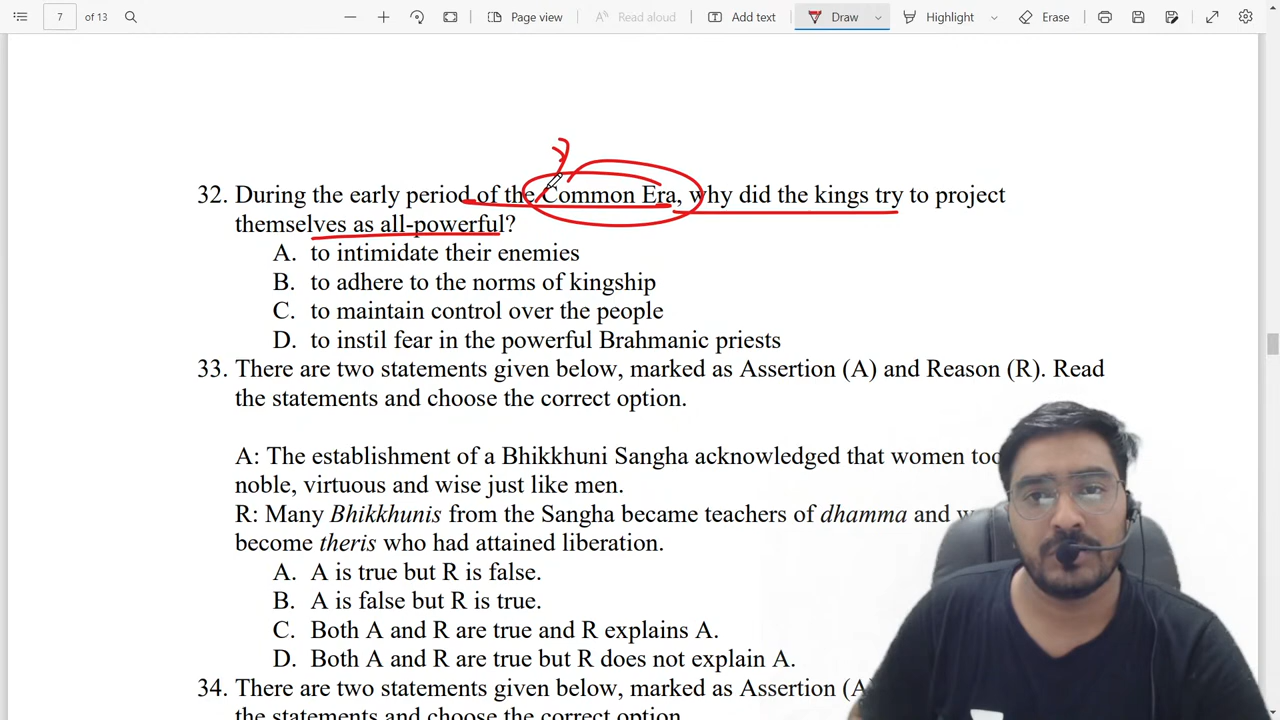 7 of 13 Page view Read aloud Add text Draw Highlight Erase
32. During the early period of the Common Era, why did the kings try to project
themselves as all-powerful?
A. to intimidate their enemies
B. to adhere to the norms of kingship
C. to maintain control over the people
D. to instil fear in the powerful Brahmanic priests
33. There are two statements given below, marked as Assertion (A) and Reason (R). Read
the statements and choose the correct option.
A: The establishment of a Bhikkhuni Sangha acknowledged that women too
noble, virtuous and wise just like men.
R: Many Bhikkhunis from the Sangha became teachers of dhamma and
become theris who had attained liberation.
A. A is true but R is false.
B. A is false but R is true.
C. Both A and R are true and R explains A.
D. Both A and R are true but R does not explain A.
34. There are two statements given below, marked as Assertion (A
the statements and choose the correct option.